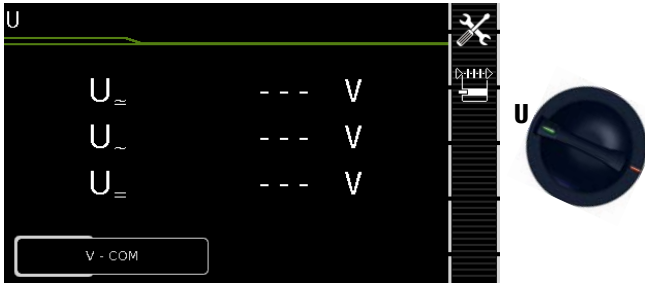 U
U≃ --- V
U~ --- V
U= --- V
V - COM
U